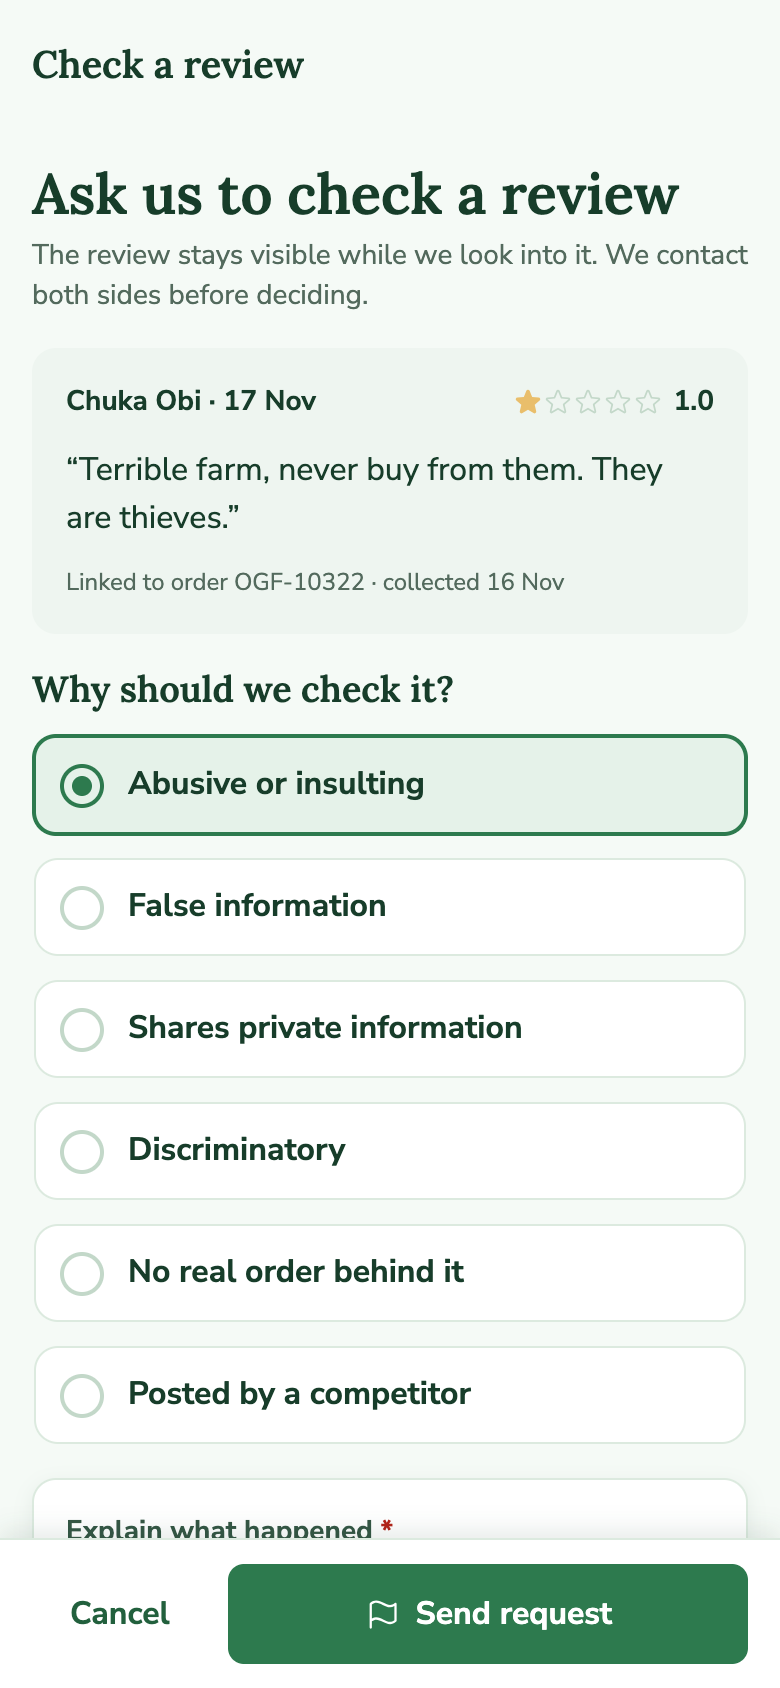 Check a review
Ask us to check a review
The review stays visible while we look into it. We contact
both sides before deciding.
Chuka Obi · 17 Nov 1.0
“Terrible farm, never buy from them. They
are thieves.”
Linked to order OGF-10322 · collected 16 Nov
Why should we check it?
Abusive or insulting
False information
Shares private information
Discriminatory
No real order behind it
Posted by a competitor
Explain what happened *
Cancel
Send request